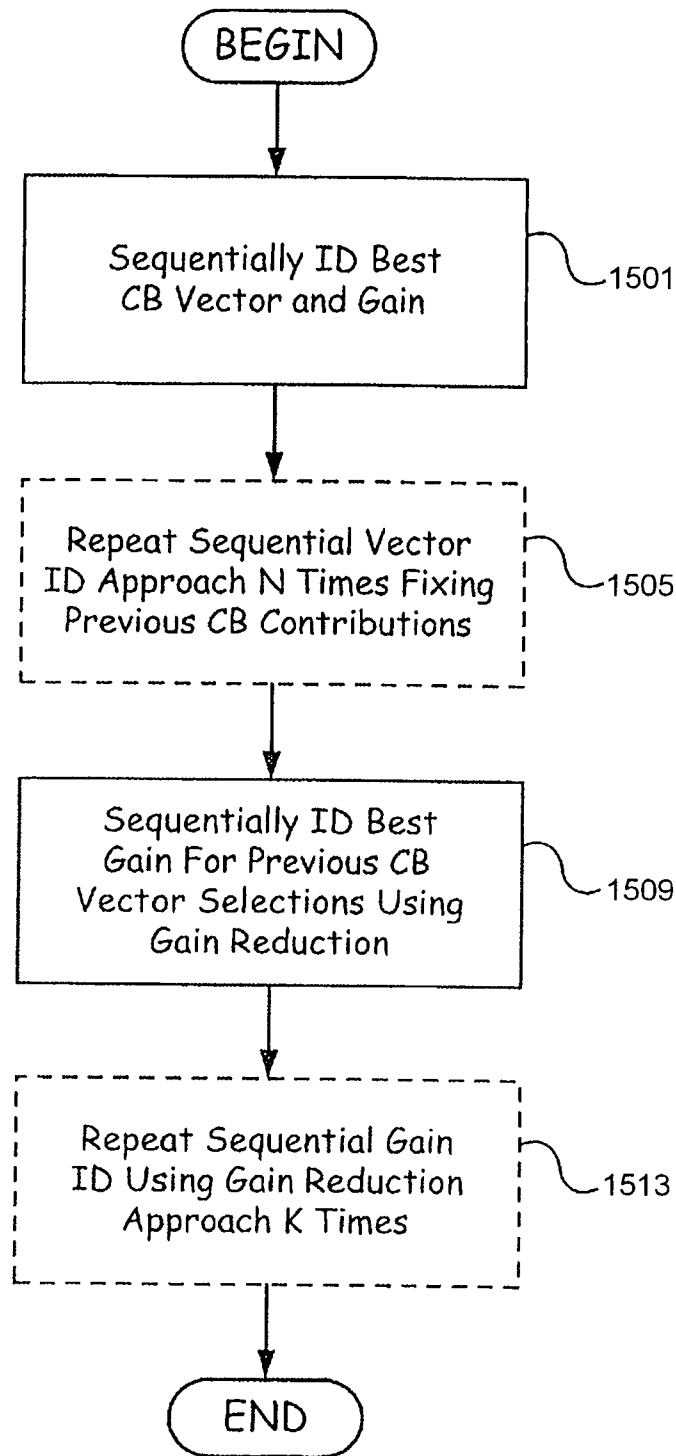 BEGIN
Sequentially ID Best
CB Vector and Gain
1501
Repeat Sequential Vector
ID Approach N Times Fixing
Previous CB Contributions
1505
Sequentially ID Best
Gain For Previous CB
Vector Selections Using
Gain Reduction
1509
Repeat Sequential Gain
ID Using Gain Reduction
Approach K Times
1513
END